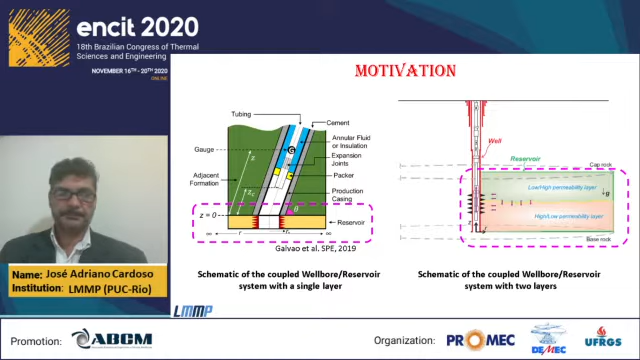 encit 2020
18th Brazilian Congress of Thermal
Sciences and Engineering
NOVEMBER 16TH - 20TH 2020
ONLINE
Name: José Adriano Cardoso
Institution: LMMP (PUC-Rio)
MOTIVATION
Tubing
Cement
Gauge
G
Annular Fluid
or Insulation
Expansion
Joints
Packer
Adjacent
Formation
Production
Casing
z
θ
z = 0
Reservoir
∞
r
∞
Galvao et al. SPE, 2019
Schematic of the coupled Wellbore/Reservoir
system with a single layer
Well
Reservoir
Cap rock
Low/High permeability layer
g
High/Low permeability layer
Base rock
Schematic of the coupled Wellbore/Reservoir
system with two layers
LMMP
Promotion:
ABCM
Organization:
PROMEC
DEMEC
UFRGS